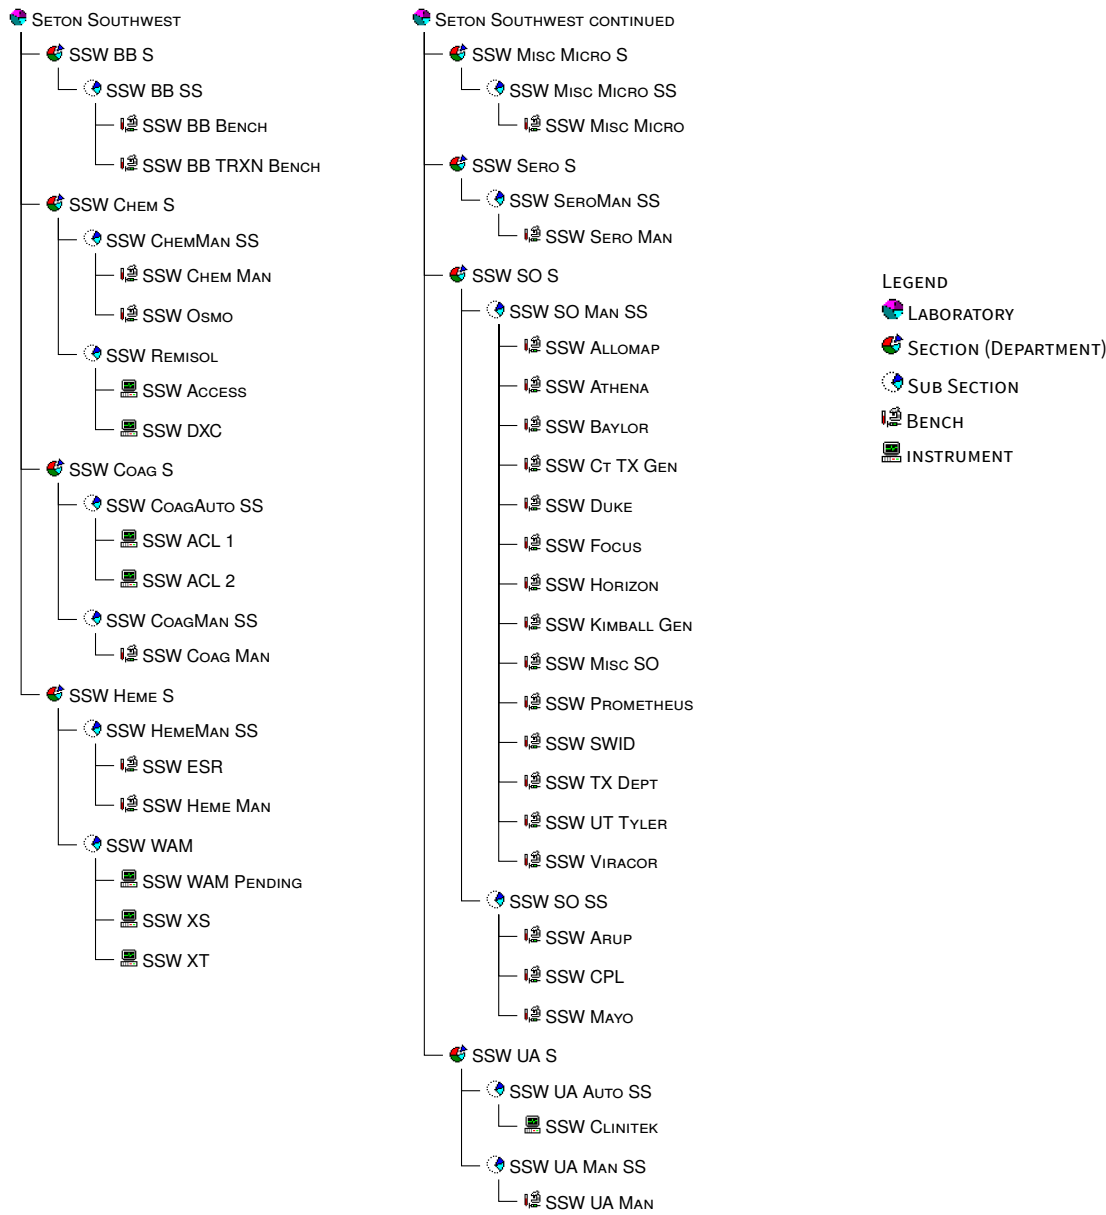 Seton Southwest
SSW BB S
SSW BB SS
SSW BB Bench
SSW BB TRXN Bench
SSW Chem S
SSW ChemMan SS
SSW Chem Man
SSW Osmo
SSW Remisol
SSW Access
SSW DXC
SSW Coag S
SSW CoagAuto SS
SSW ACL 1
SSW ACL 2
SSW CoagMan SS
SSW Coag Man
SSW Heme S
SSW HemeMan SS
SSW ESR
SSW Heme Man
SSW WAM
SSW WAM Pending
SSW XS
SSW XT
Seton Southwest continued
SSW Misc Micro S
SSW Misc Micro SS
SSW Misc Micro
SSW Sero S
SSW SeroMan SS
SSW Sero Man
SSW SO S
SSW SO Man SS
SSW Allomap
SSW Athena
SSW Baylor
SSW Ct TX Gen
SSW Duke
SSW Focus
SSW Horizon
SSW Kimball Gen
SSW Misc SO
SSW Prometheus
SSW SWID
SSW TX Dept
SSW UT Tyler
SSW Viracor
SSW SO SS
SSW Arup
SSW CPL
SSW Mayo
SSW UA S
SSW UA Auto SS
SSW Clinitek
SSW UA Man SS
SSW UA Man
Legend
Laboratory
Section (Department)
Sub Section
Bench
instrument